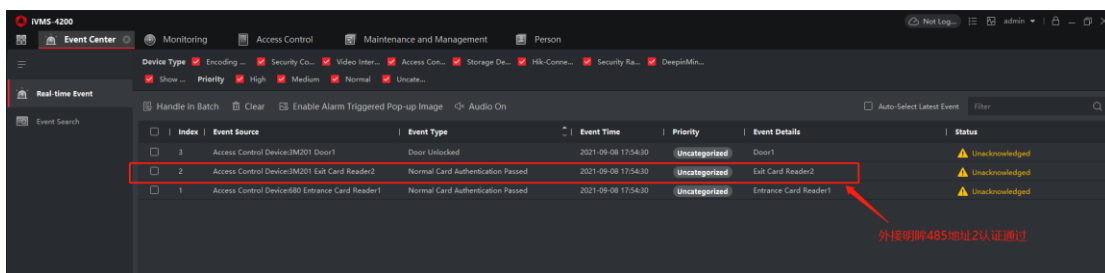 iVMS-4200
Not Log... admin
Event Center Monitoring Access Control Maintenance and Management Person
Device Type Encoding ... Security Co... Video Inter... Access Con... Storage De... Hik-Conne... Security Ra... DeepinMin...
Show ... Priority High Medium Normal Uncate...
Real-time Event
Handle in Batch Clear Enable Alarm Triggered Pop-up Image Audio On Auto-Select Latest Event Filter
Event Search
Index Event Source Event Type Event Time Priority Event Details Status
3 Access Control Device:3M201 Door1 Door Unlocked 2021-09-08 17:54:30 Uncategorized Door1 Unacknowledged
2 Access Control Device:3M201 Exit Card Reader2 Normal Card Authentication Passed 2021-09-08 17:54:30 Uncategorized Exit Card Reader2 Unacknowledged
1 Access Control Device:680 Entrance Card Reader1 Normal Card Authentication Passed 2021-09-08 17:54:30 Uncategorized Entrance Card Reader1 Unacknowledged
外接明眸485地址2认证通过